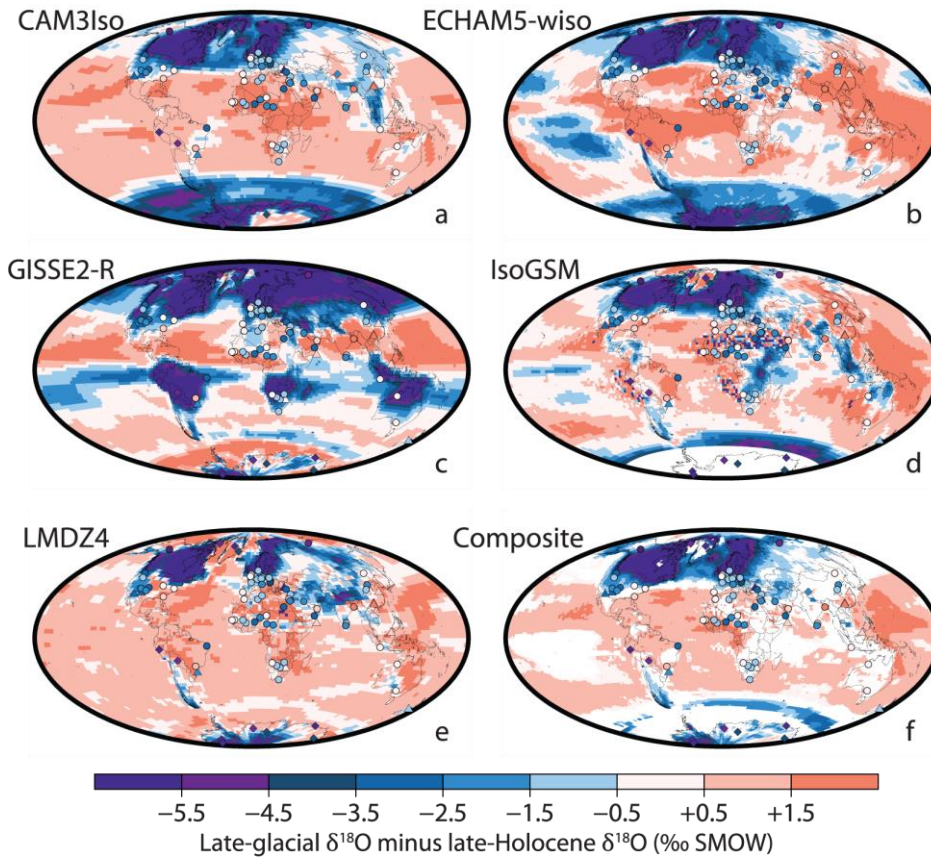 CAM3Iso
ECHAM5-wiso
a
b
GISSE2-R
IsoGSM
c
d
LMDZ4
Composite
e
f
−5.5 −4.5 −3.5 −2.5 −1.5 −0.5 +0.5 +1.5
Late-glacial δ¹⁸O minus late-Holocene δ¹⁸O (‰ SMOW)